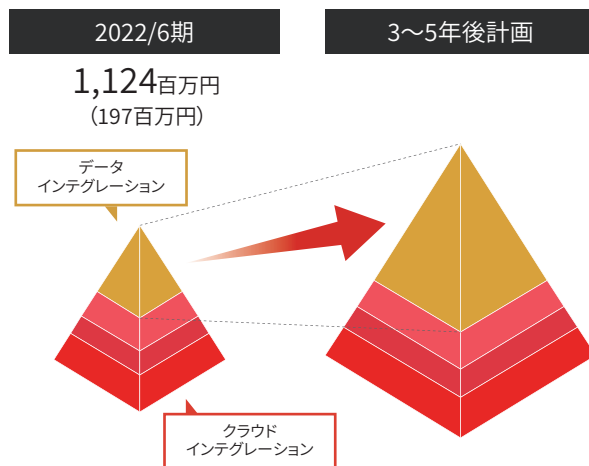 2022/6期
3〜5年後計画
1,124百万円
（197百万円）
データ
インテグレーション
クラウド
インテグレーション